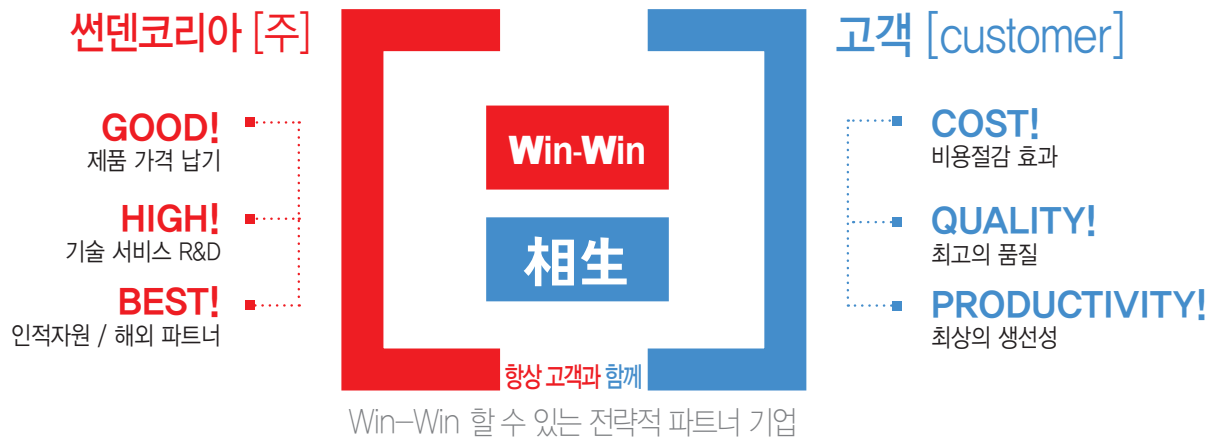 썬덴코리아 [주]
GOOD!
제품 가격 납기
HIGH!
기술 서비스 R&D
BEST!
인적자원 / 해외 파트너
Win-Win
相生
항상 고객과 함께
Win-Win 할 수 있는 전략적 파트너 기업
고객 [customer]
COST!
비용절감 효과
QUALITY!
최고의 품질
PRODUCTIVITY!
최상의 생선성